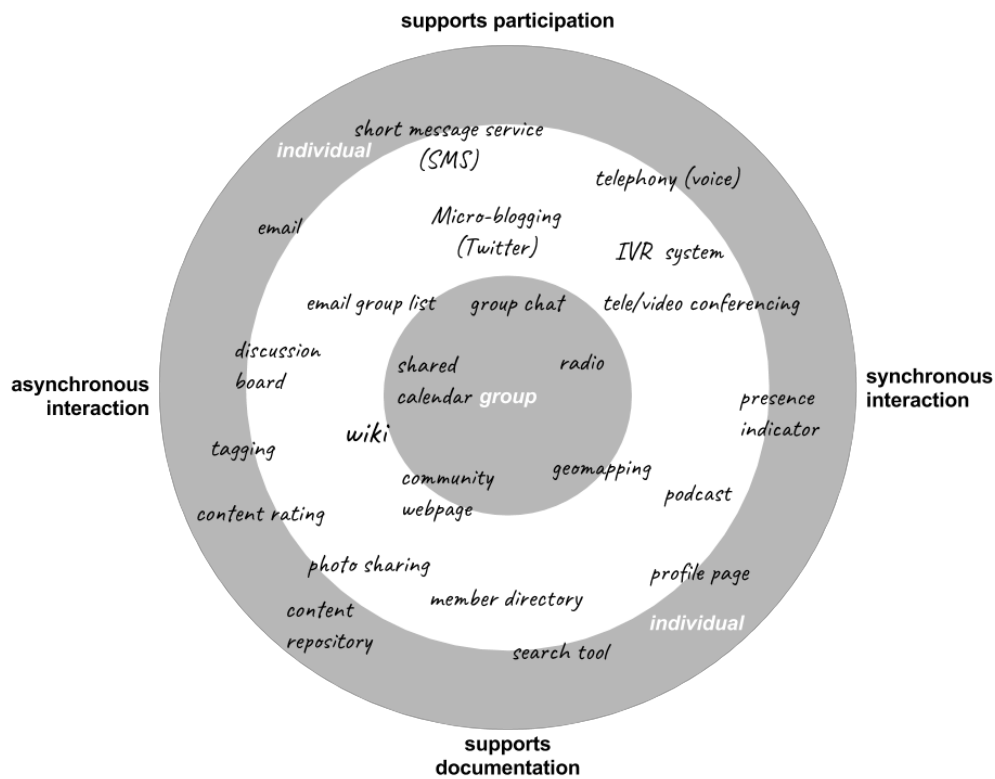 supports participation
short message service
(SMS)
individual
telephony (voice)
email
Micro-blogging
(Twitter)
IVR system
email group list
group chat
tele/video conferencing
discussion
board
shared
calendar
radio
group
asynchronous
interaction
synchronous
interaction
presence
indicator
wiki
tagging
community
webpage
geomapping
podcast
content rating
photo sharing
profile page
member directory
content
repository
individual
search tool
supports
documentation